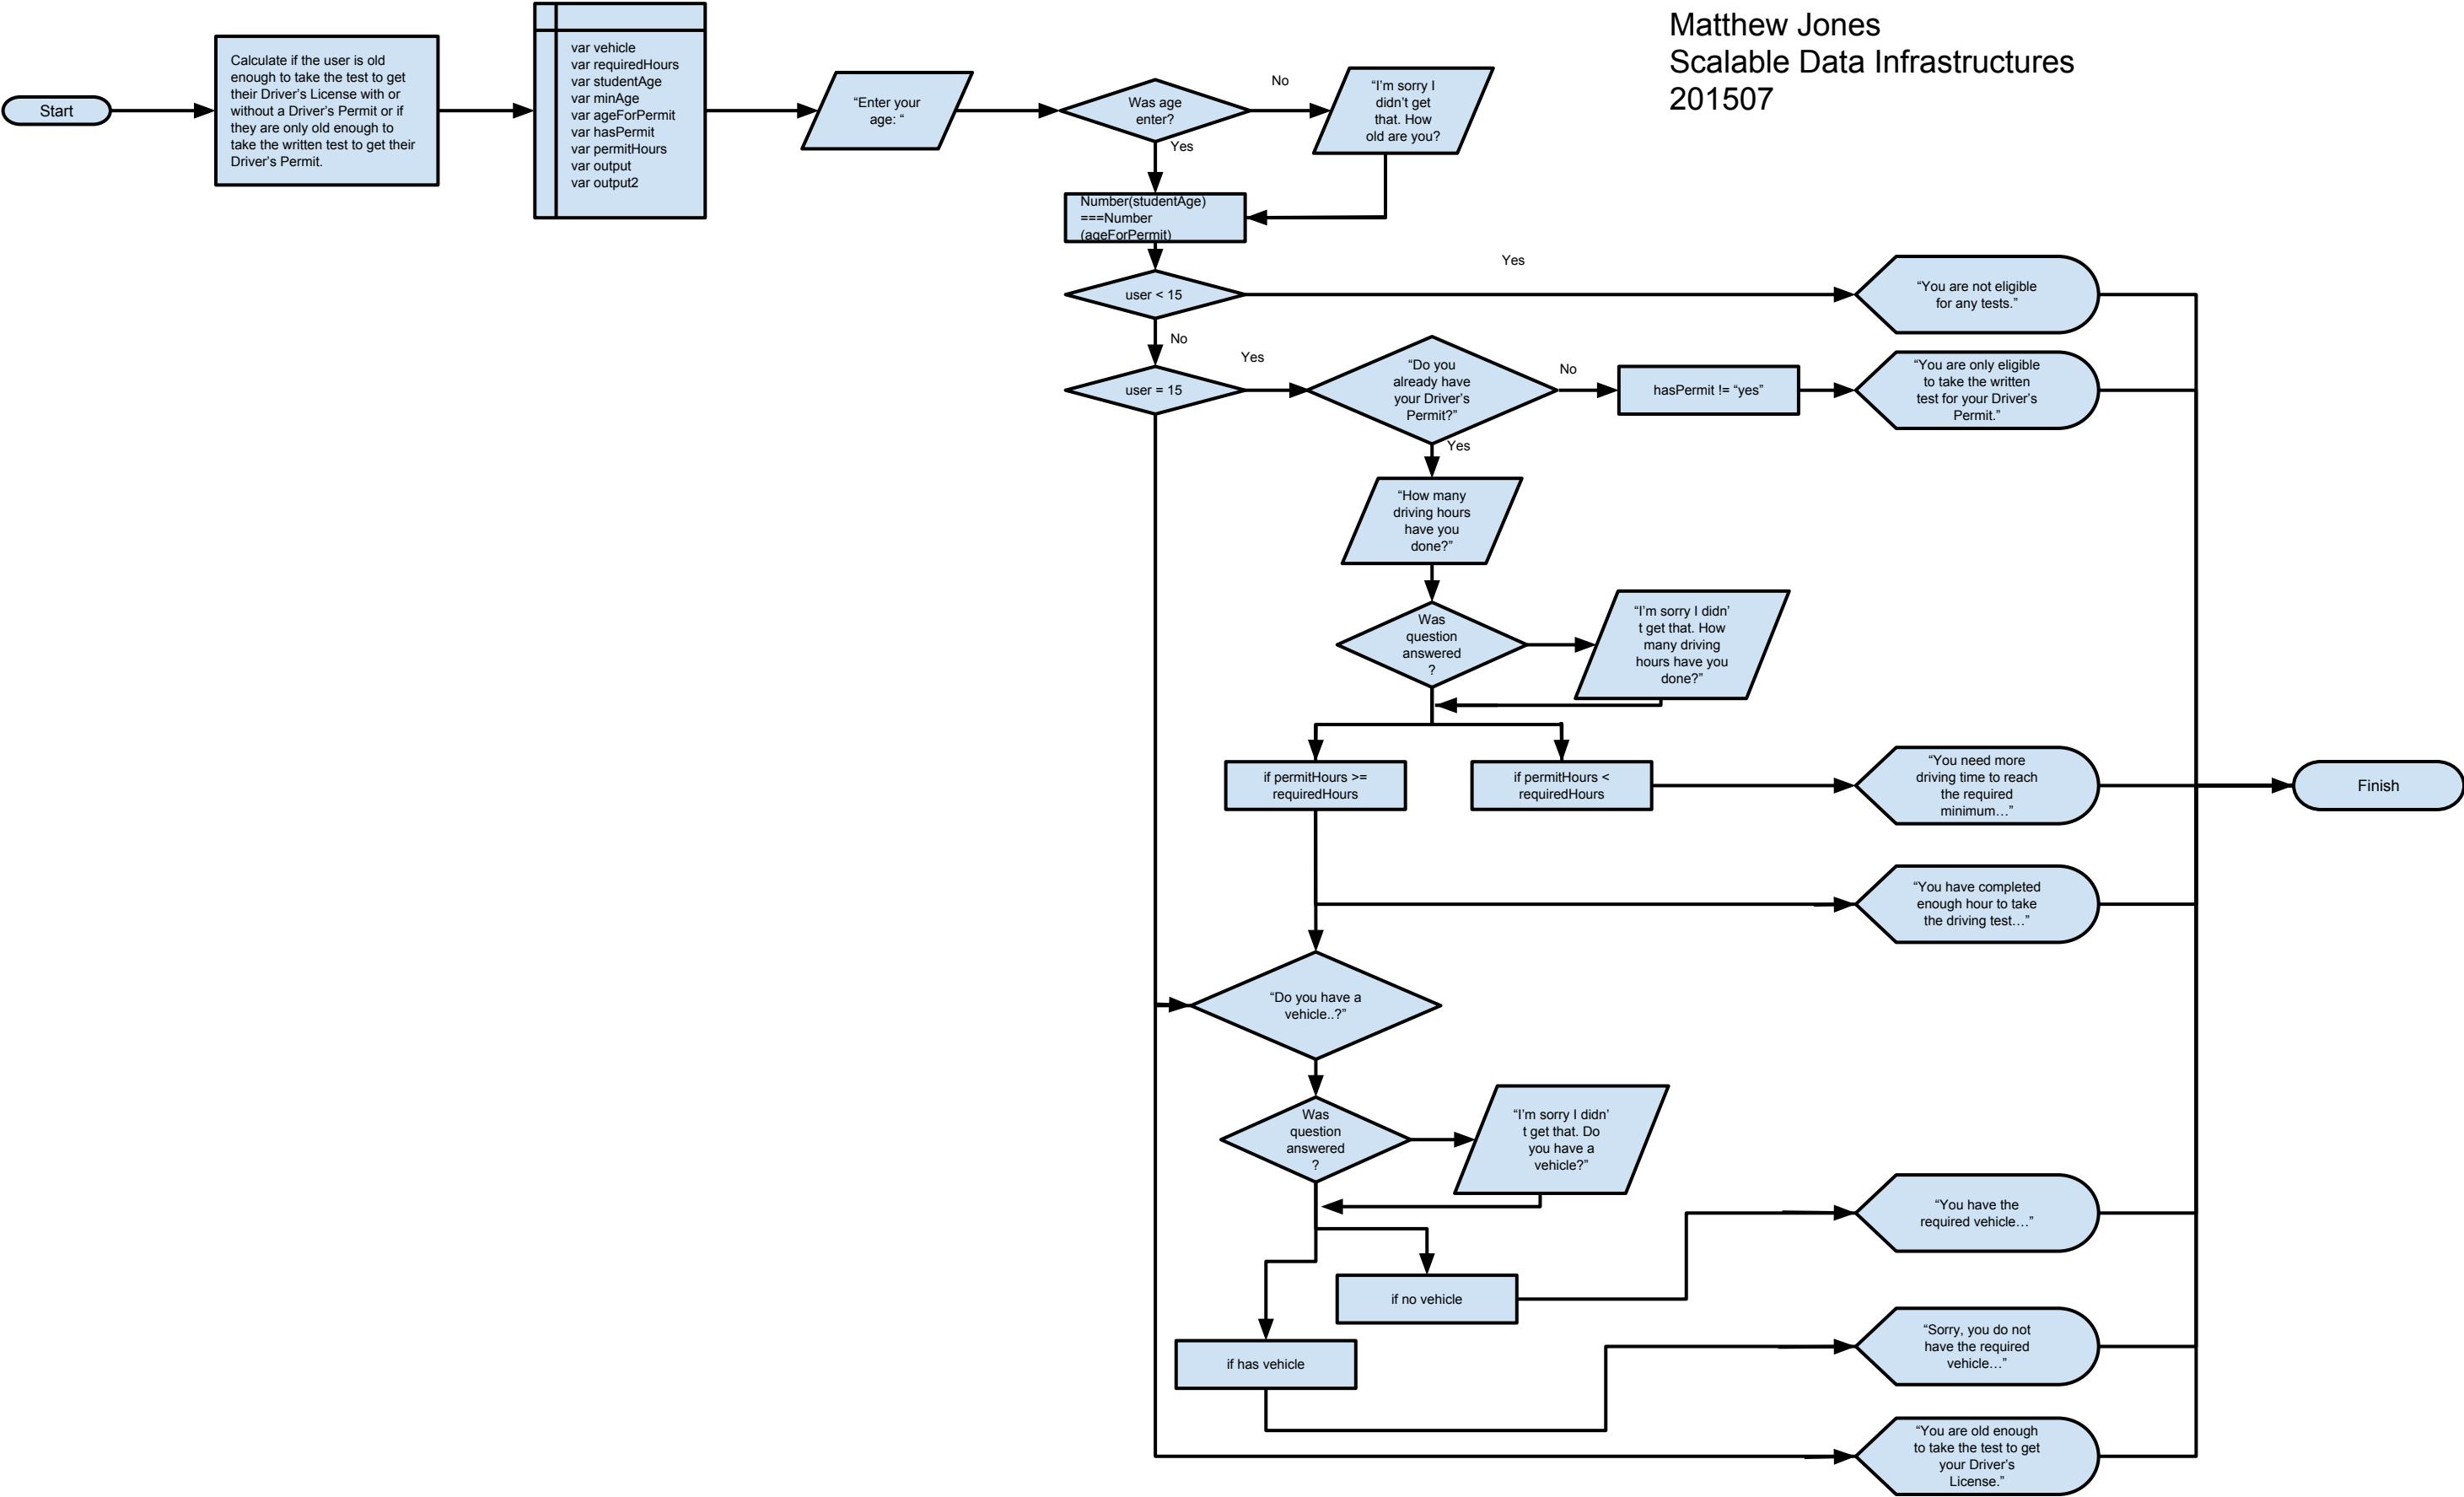 Matthew Jones
Scalable Data Infrastructures
201507
Start
Calculate if the user is old
enough to take the test to get
their Driver's License with or
without a Driver's Permit or if
they are only old enough to
take the written test to get their
Driver's Permit.
var vehicle
var requiredHours
var studentAge
var minAge
var ageForPermit
var hasPermit
var permitHours
var output
var output2
“Enter your
age: “
Was age
enter?
No
“I’m sorry I
didn’t get
that. How
old are you?
Yes
Number(studentAge)
===Number
(ageForPermit)
user < 15
Yes
“You are not eligible
for any tests.”
No
user = 15
Yes
“Do you
already have
your Driver’s
Permit?”
No
hasPermit != “yes”
“You are only eligible
to take the written
test for your Driver’s
Permit.”
Yes
“How many
driving hours
have you
done?”
Was
question
answered
?
“I’m sorry I didn’
t get that. How
many driving
hours have you
done?”
if permitHours >=
requiredHours
if permitHours <
requiredHours
“You need more
driving time to reach
the required
minimum…”
Finish
“You have completed
enough hour to take
the driving test…”
“Do you have a
vehicle..?”
Was
question
answered
?
“I’m sorry I didn’
t get that. Do
you have a
vehicle?”
“You have the
required vehicle…”
if no vehicle
if has vehicle
“Sorry, you do not
have the required
vehicle…”
“You are old enough
to take the test to get
your Driver’s
License.”